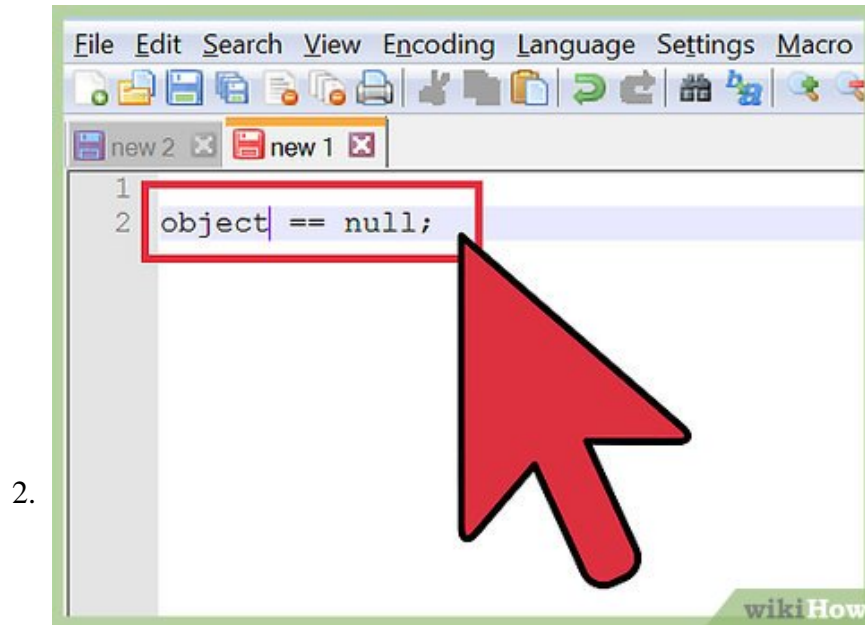 File Edit Search View Encoding Language Settings Macro
new 2 new 1
1
2 object == null;
2.
wikiHow